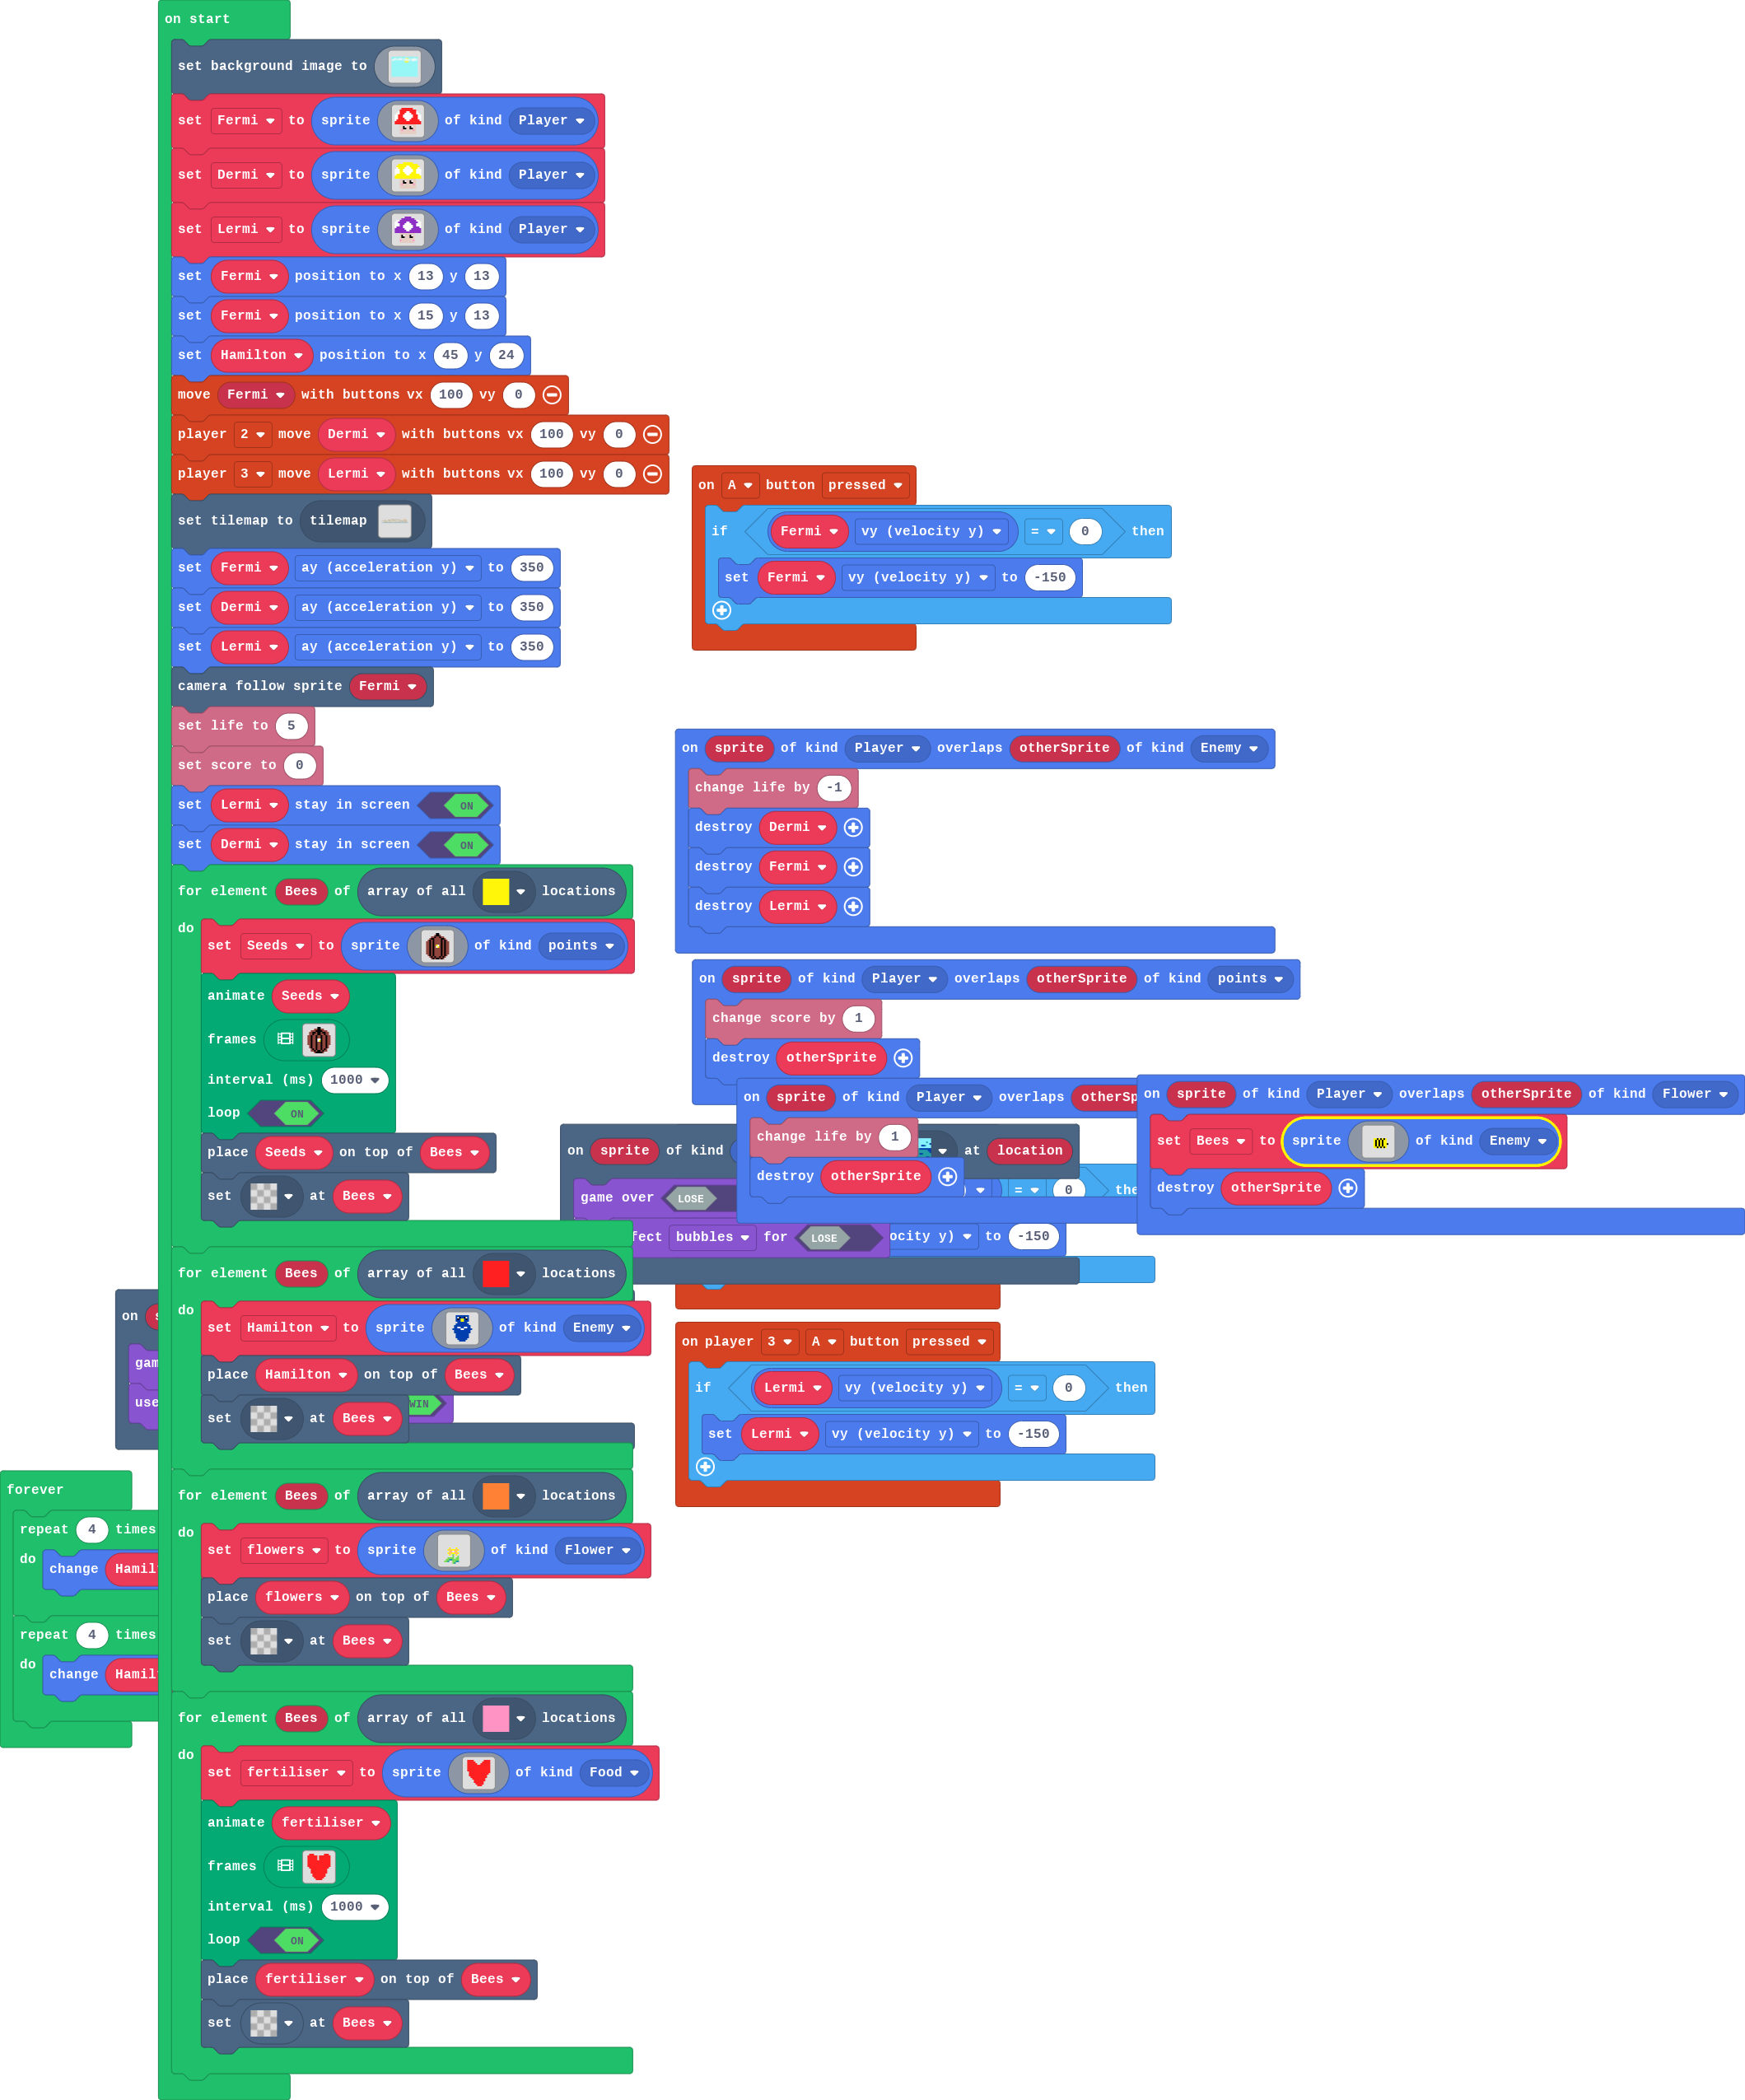 on start
set background image to
set Fermi to sprite of kind Player
set Dermi to sprite of kind Player
set Lermi to sprite of kind Player
set Fermi position to x 13 y 13
set Fermi position to x 15 y 13
set Hamilton position to x 45 y 24
move Fermi with buttons vx 100 vy 0
player 2 move Dermi with buttons vx 100 vy 0
player 3 move Lermi with buttons vx 100 vy 0
set tilemap to tilemap
set Fermi ay (acceleration y) to 350
set Dermi ay (acceleration y) to 350
set Lermi ay (acceleration y) to 350
camera follow sprite Fermi
set life to 5
set score to 0
set Lermi stay in screen ON
set Dermi stay in screen ON
for element Bees of array of all locations
do
set Seeds to sprite of kind points
animate Seeds
frames
interval (ms) 1000
loop ON
place Seeds on top of Bees
set at Bees
for element Bees of array of all locations
do
set Hamilton to sprite of kind Enemy
place Hamilton on top of Bees
set at Bees
for element Bees of array of all locations
do
set flowers to sprite of kind Flower
place flowers on top of Bees
set at Bees
for element Bees of array of all locations
do
set fertiliser to sprite of kind Food
animate fertiliser
frames
interval (ms) 1000
loop ON
place fertiliser on top of Bees
set at Bees
on A button pressed
if Fermi vy (velocity y) = 0 then
set Fermi vy (velocity y) to -150
on sprite of kind Player overlaps otherSprite of kind Enemy
change life by -1
destroy Dermi
destroy Fermi
destroy Lermi
on sprite of kind Player overlaps otherSprite of kind points
change score by 1
destroy otherSprite
on sprite of kind Player overlaps
change life by 1
destroy otherSprite
on sprite of kind Player overlaps otherSprite of kind Flower
set Bees to sprite of kind Enemy
destroy otherSprite
on sprite of kind at location
game over LOSE
bubbles for LOSE
= 0
y) to -150
on player 3 A button pressed
if Lermi vy (velocity y) = 0 then
set Lermi vy (velocity y) to -150
on
WIN
forever
repeat 4 times
do
change
repeat 4 times
do
change